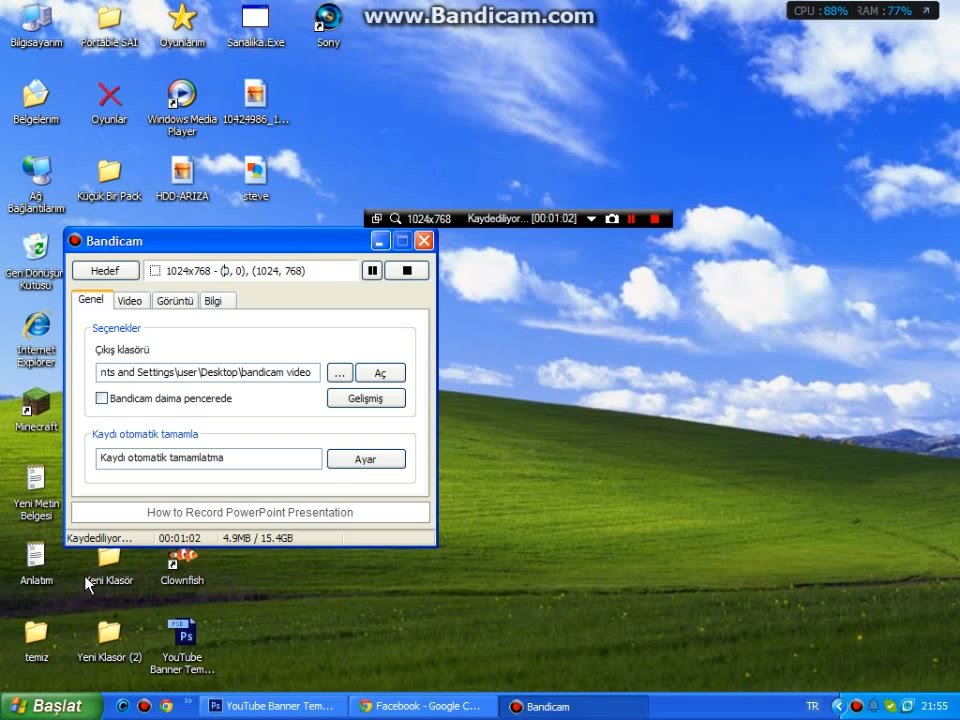 www.Bandicam.com
CPU : 88% RAM : 77%
Bilgisayarım
Portable SAI
Oyunlarım
Sanalika.Exe
Sony
Belgelerim
Oyunlar
Windows Media
Player
10424986_1...
Ağ
Bağlantılarım
Küçük Bir Pack
HDD-ARIZA
steve
1024x768 Kaydediliyor... [00:01:02]
Geri Dönüşüm
Kutusu
Internet
Explorer
Minecraft
Yeni Metin
Belgesi
Anlatım
Yeni Klasör
Clownfish
temiz
Yeni Klasör (2)
YouTube
Banner Tem...
Bandicam
Hedef
1024x768 - (0, 0), (1024, 768)
Genel
Video
Görüntü
Bilgi
Seçenekler
Çıkış klasörü
nts and Settings\user\Desktop\bandicam video
...
Aç
Bandicam daima pencerede
Gelişmiş
Kaydı otomatik tamamla
Kaydı otomatik tamamlatma
Ayar
How to Record PowerPoint Presentation
Kaydediliyor...
00:01:02
4.9MB / 15.4GB
PSD
Ps
Başlat
Ps
YouTube Banner Tem...
Facebook - Google C...
Bandicam
TR
21:55